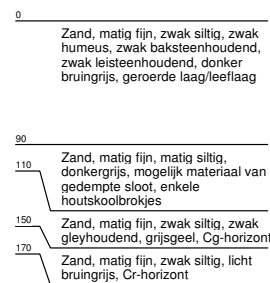 0
Zand, matig fijn, zwak siltig, zwak
humeus, zwak baksteenhoudend,
zwak leisteenhoudend, donker
bruingrijs, geroerde laag/leeflaag
90
110
Zand, matig fijn, matig siltig,
donkergrijs, mogelijk materiaal van
gedempte sloot, enkele
houtskoolbrokjes
150
Zand, matig fijn, zwak siltig, zwak
gleyhoudend, grijsgeel, Cg-horizont
170
Zand, matig fijn, zwak siltig, licht
bruingrijs, Cr-horizont